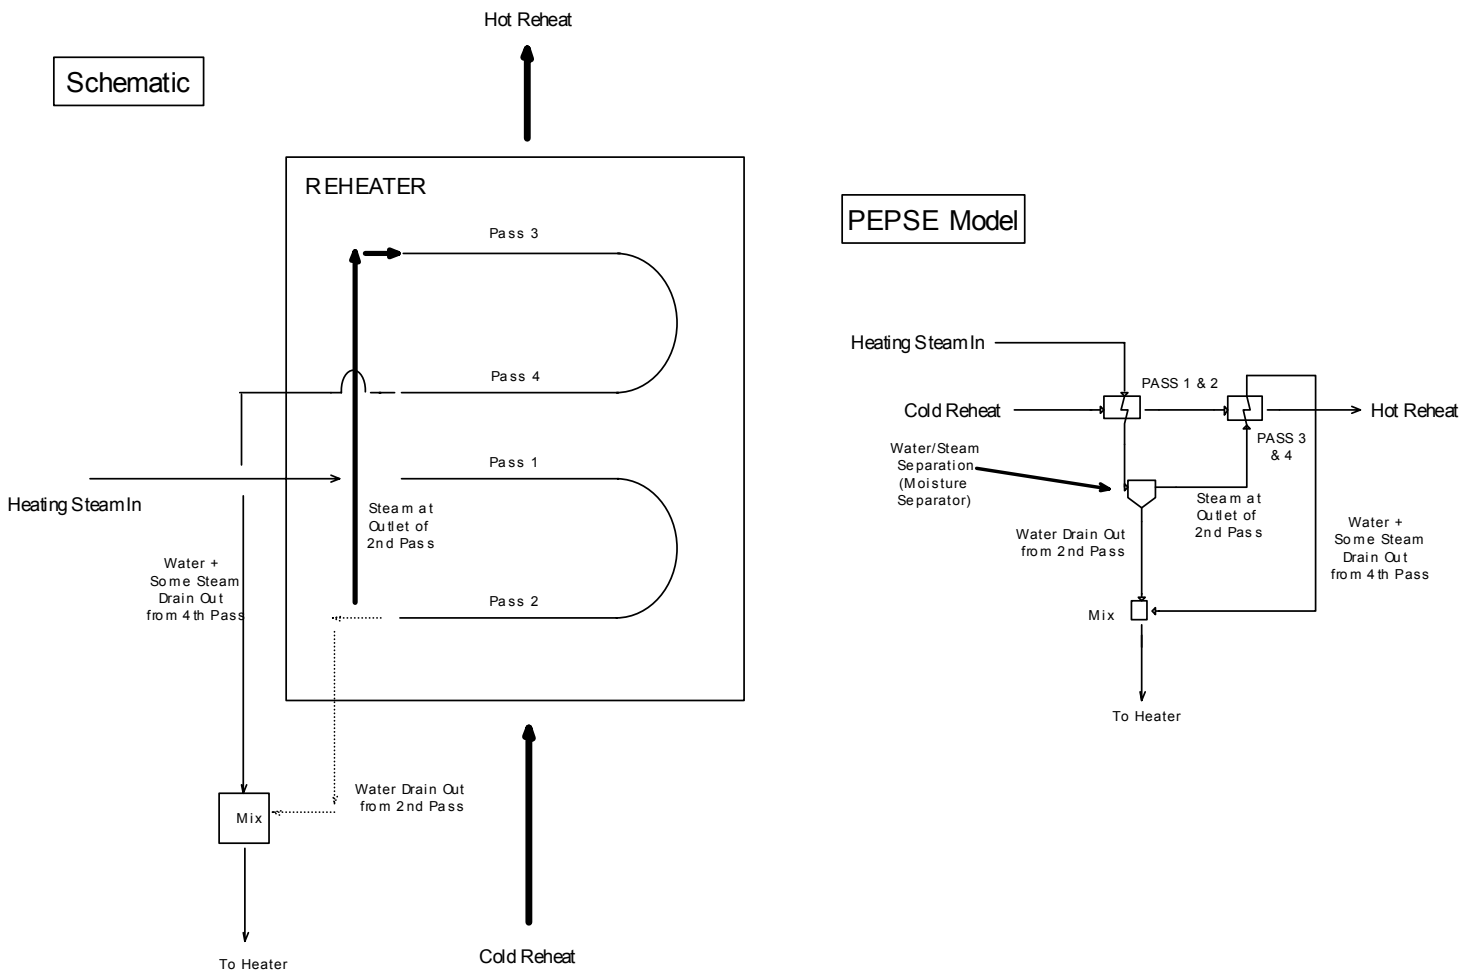 Hot Reheat
Schematic
REHEATER
Pass 3
Pass 4
Pass 1
Heating Steam In
Steam at
Outlet of
2nd Pass
Water +
Some Steam
Drain Out
from 4th Pass
Pass 2
Water Drain Out
from 2nd Pass
Mix
To Heater
Cold Reheat
PEPSE Model
Heating Steam In
PASS 1 & 2
Cold Reheat
Hot Reheat
PASS 3
& 4
Water/Steam
Separation
(Moisture
Separator)
Steam at
Outlet of
2nd Pass
Water Drain Out
from 2nd Pass
Water +
Some Steam
Drain Out
from 4th Pass
Mix
To Heater